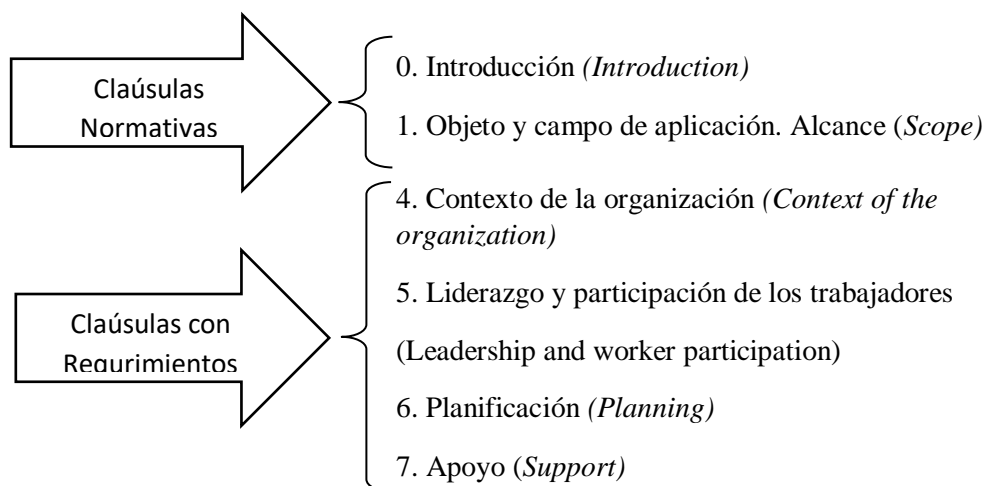 Claúsulas
Normativas
0. Introducción (Introduction)
1. Objeto y campo de aplicación. Alcance (Scope)
Claúsulas con
Requrimientos
4. Contexto de la organización (Context of the
organization)
5. Liderazgo y participación de los trabajadores
(Leadership and worker participation)
6. Planificación (Planning)
7. Apoyo (Support)